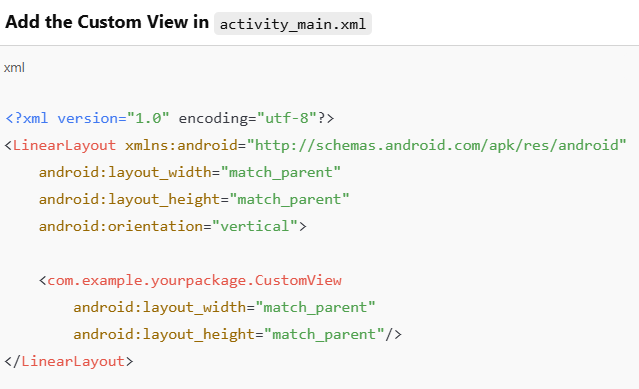 Add the Custom View in activity_main.xml
xml
<?xml version="1.0" encoding="utf-8"?>
<LinearLayout xmlns:android="http://schemas.android.com/apk/res/android"
    android:layout_width="match_parent"
    android:layout_height="match_parent"
    android:orientation="vertical">

    <com.example.yourpackage.CustomView
        android:layout_width="match_parent"
        android:layout_height="match_parent"/>
</LinearLayout>